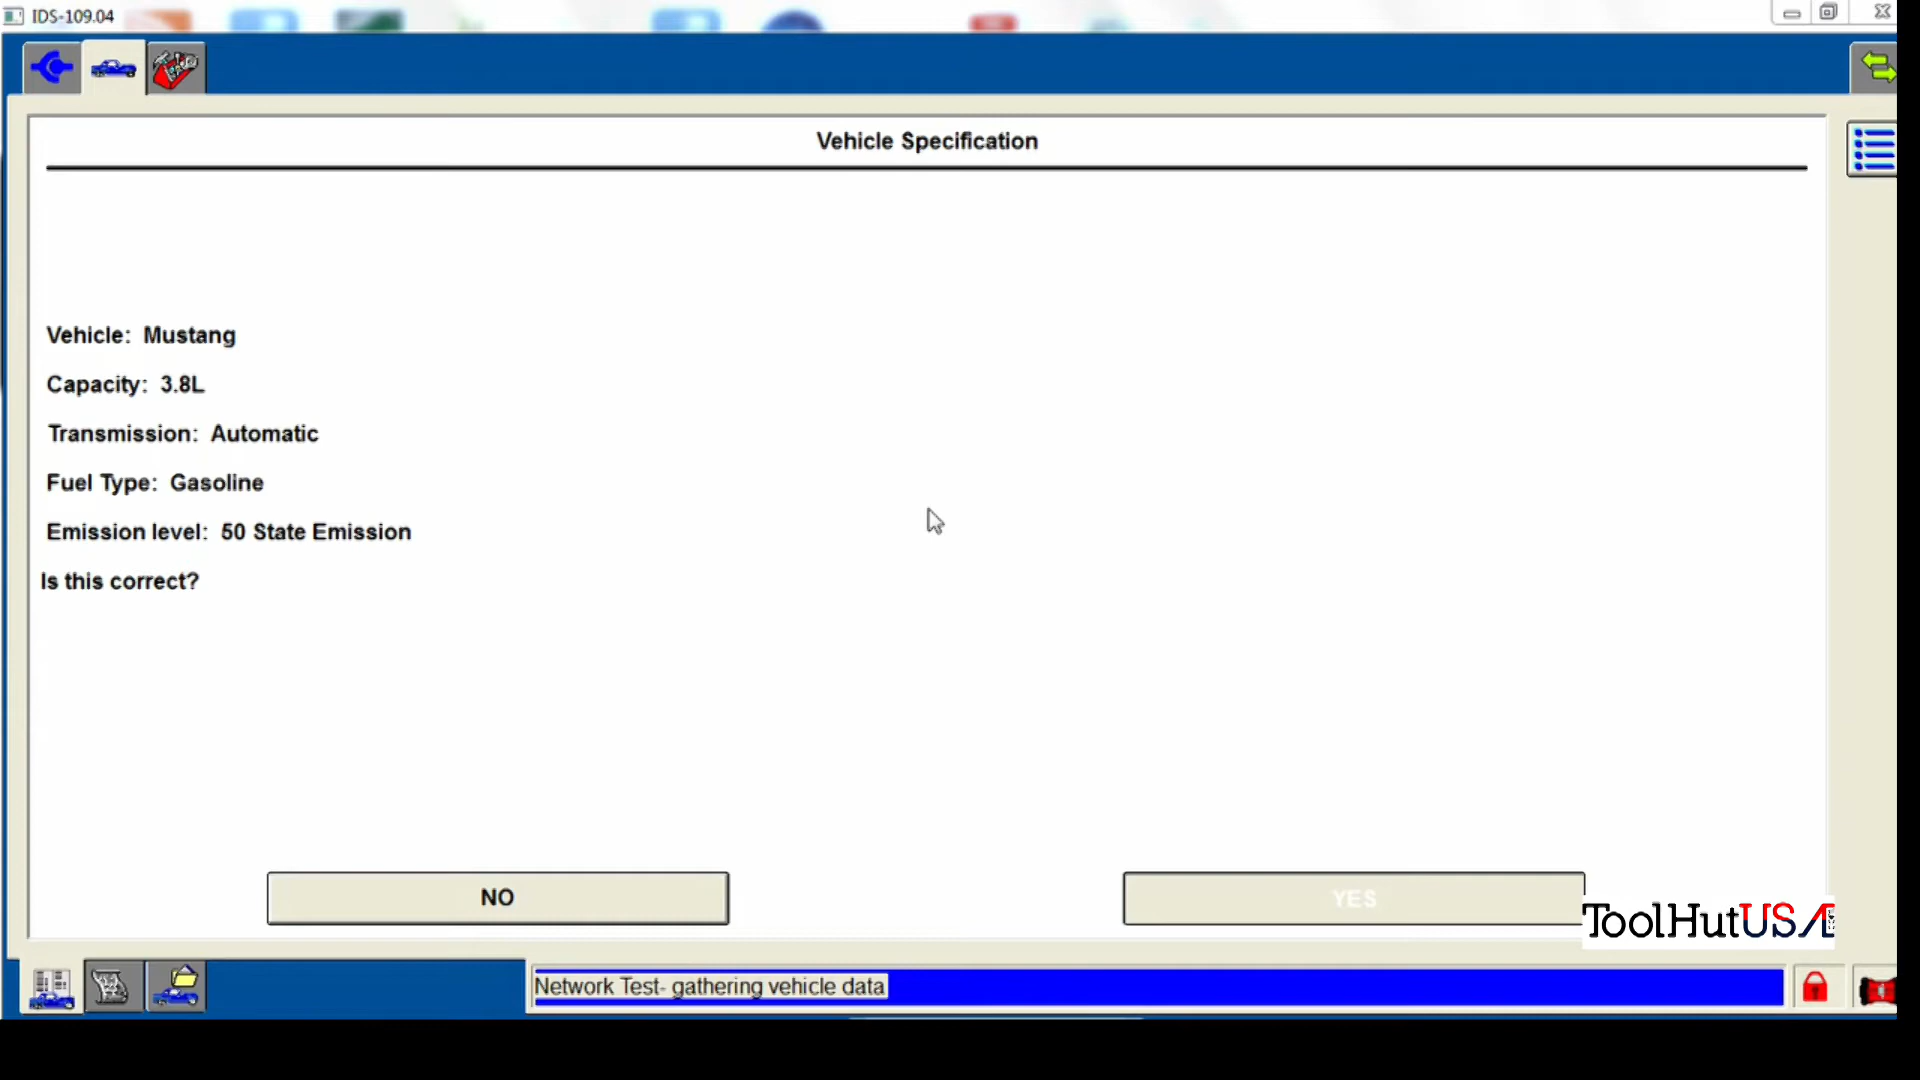 IDS-109.04
Vehicle Specification
Vehicle: Mustang
Capacity: 3.8L
Transmission: Automatic
Fuel Type: Gasoline
Emission level: 50 State Emission
Is this correct?
NO
YES
ToolHutUSA
Network Test- gathering vehicle data